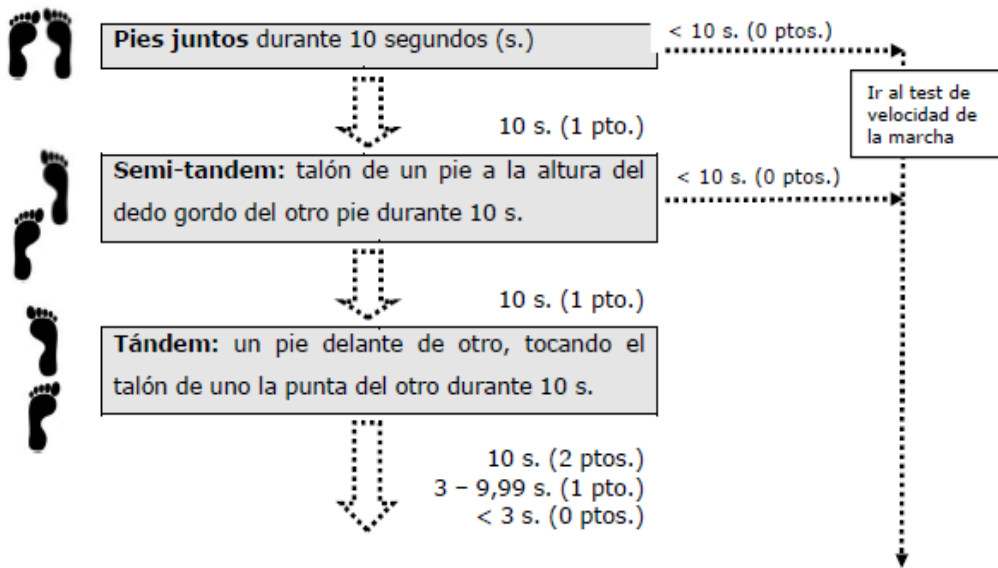 Pies juntos durante 10 segundos (s.)
< 10 s. (0 ptos.)
Ir al test de
velocidad de
la marcha
10 s. (1 pto.)
Semi-tandem: talón de un pie a la altura del
dedo gordo del otro pie durante 10 s.
< 10 s. (0 ptos.)
10 s. (1 pto.)
Tándem: un pie delante de otro, tocando el
talón de uno la punta del otro durante 10 s.
10 s. (2 ptos.)
3 – 9,99 s. (1 pto.)
< 3 s. (0 ptos.)